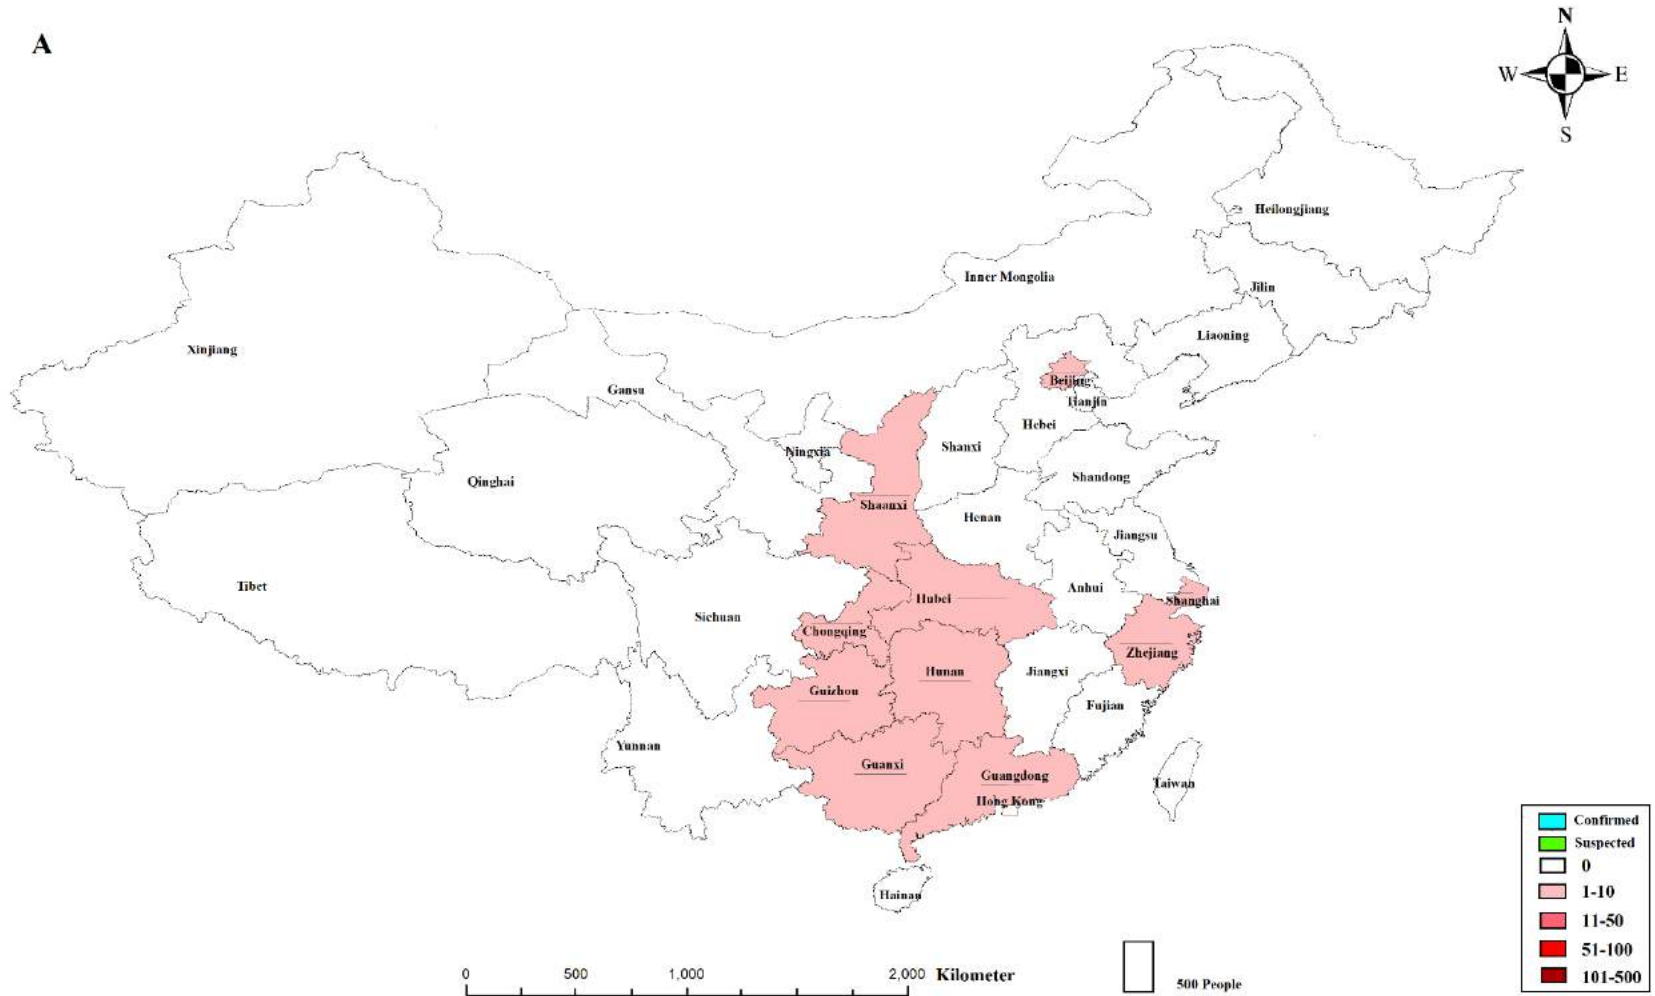 A
N
W E
S
Heilongjiang
Inner Mongolia
Jilin
Liaoning
Xinjiang
Beijing
Gansu
Tianjin
Hebei
Shanxi
Ningxia
Shandong
Qinghai
Shaanxi
Henan
Jiangsu
Tibet
Anhui
Hubei
Shanghai
Sichuan
Chongqing
Zhejiang
Hunan
Jiangxi
Guizhou
Fujian
Yunnan
Guanxi
Guangdong
Taiwan
Hong Kong
Hainan
Confirmed
Suspected
0
1-10
11-50
51-100
101-500
0 500 1,000 2,000 Kilometer
500 People